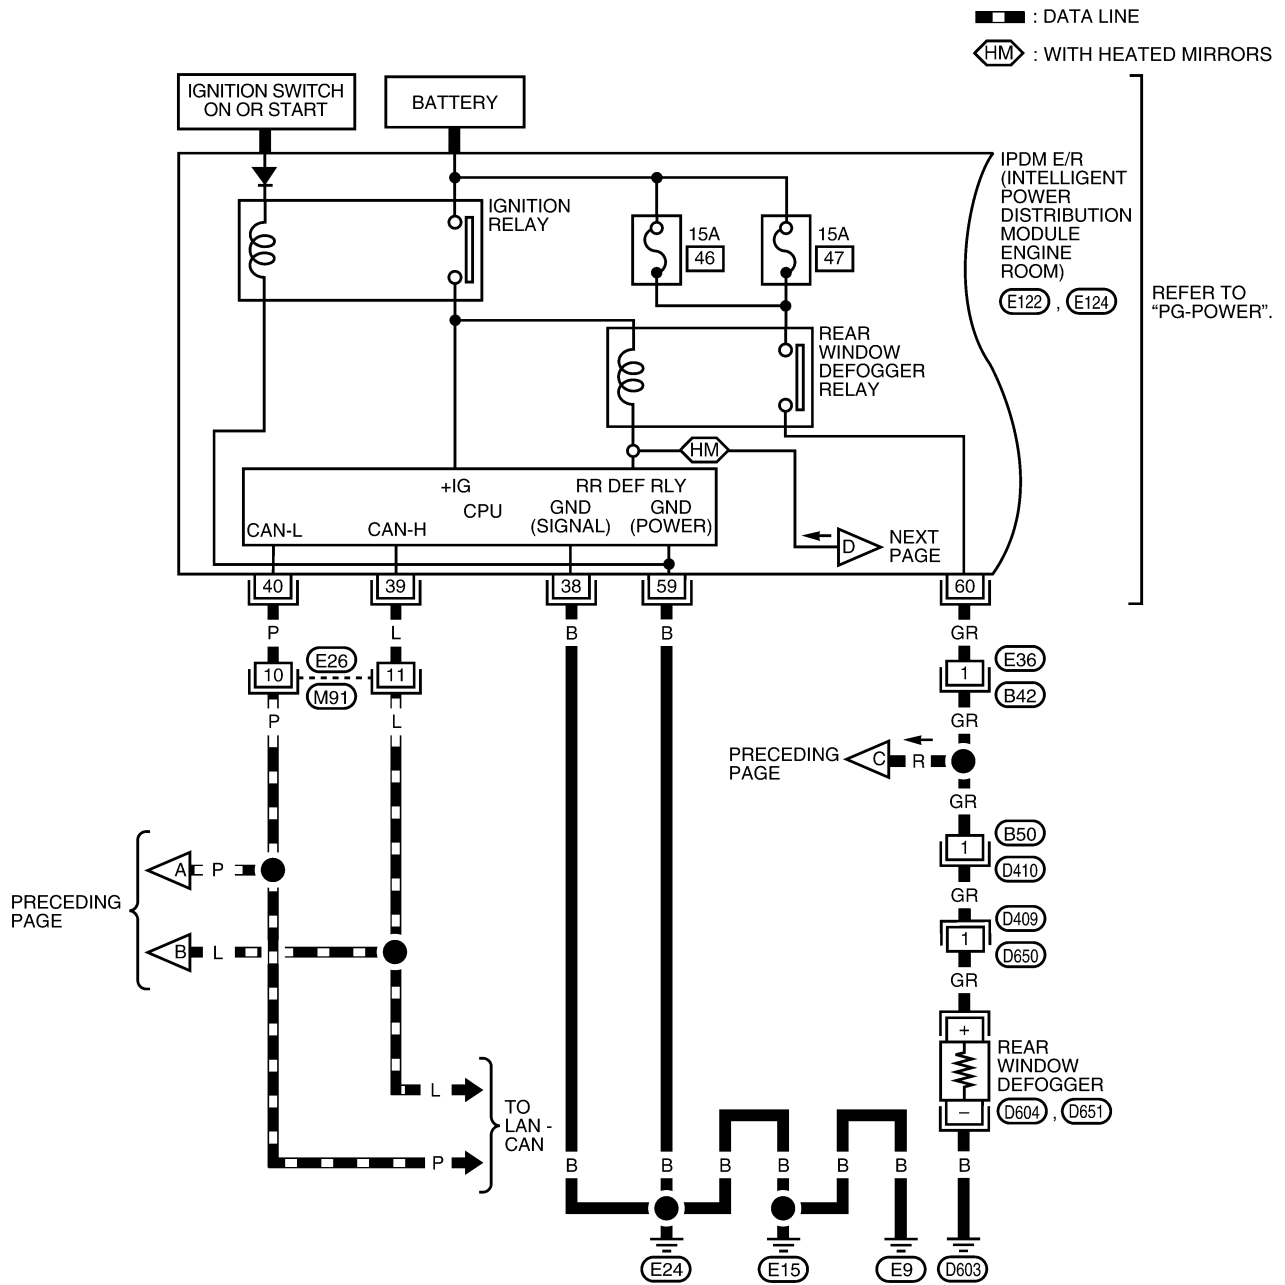 : DATA LINE
HM : WITH HEATED MIRRORS
IGNITION SWITCH
ON OR START
BATTERY
IPDM E/R
(INTELLIGENT
POWER
DISTRIBUTION
MODULE
ENGINE
ROOM)
E122 , E124
REFER TO
“PG-POWER”.
IGNITION
RELAY
15A
46
15A
47
REAR
WINDOW
DEFOGGER
RELAY
HM
+IG
RR DEF RLY
CPU
GND
(SIGNAL)
GND
(POWER)
CAN-L
CAN-H
D
NEXT
PAGE
40
39
38
59
60
P
L
B
B
GR
10
E26
M91
11
1
E36
B42
P
L
GR
PRECEDING
PAGE
C
R
GR
1
B50
D410
GR
1
D409
D650
GR
PRECEDING
PAGE
A
P
B
L
+
REAR
WINDOW
DEFOGGER
–
D604 , D651
L
P
TO
LAN -
CAN
B
B
B
B
B
B
B
E24
E15
E9
D603